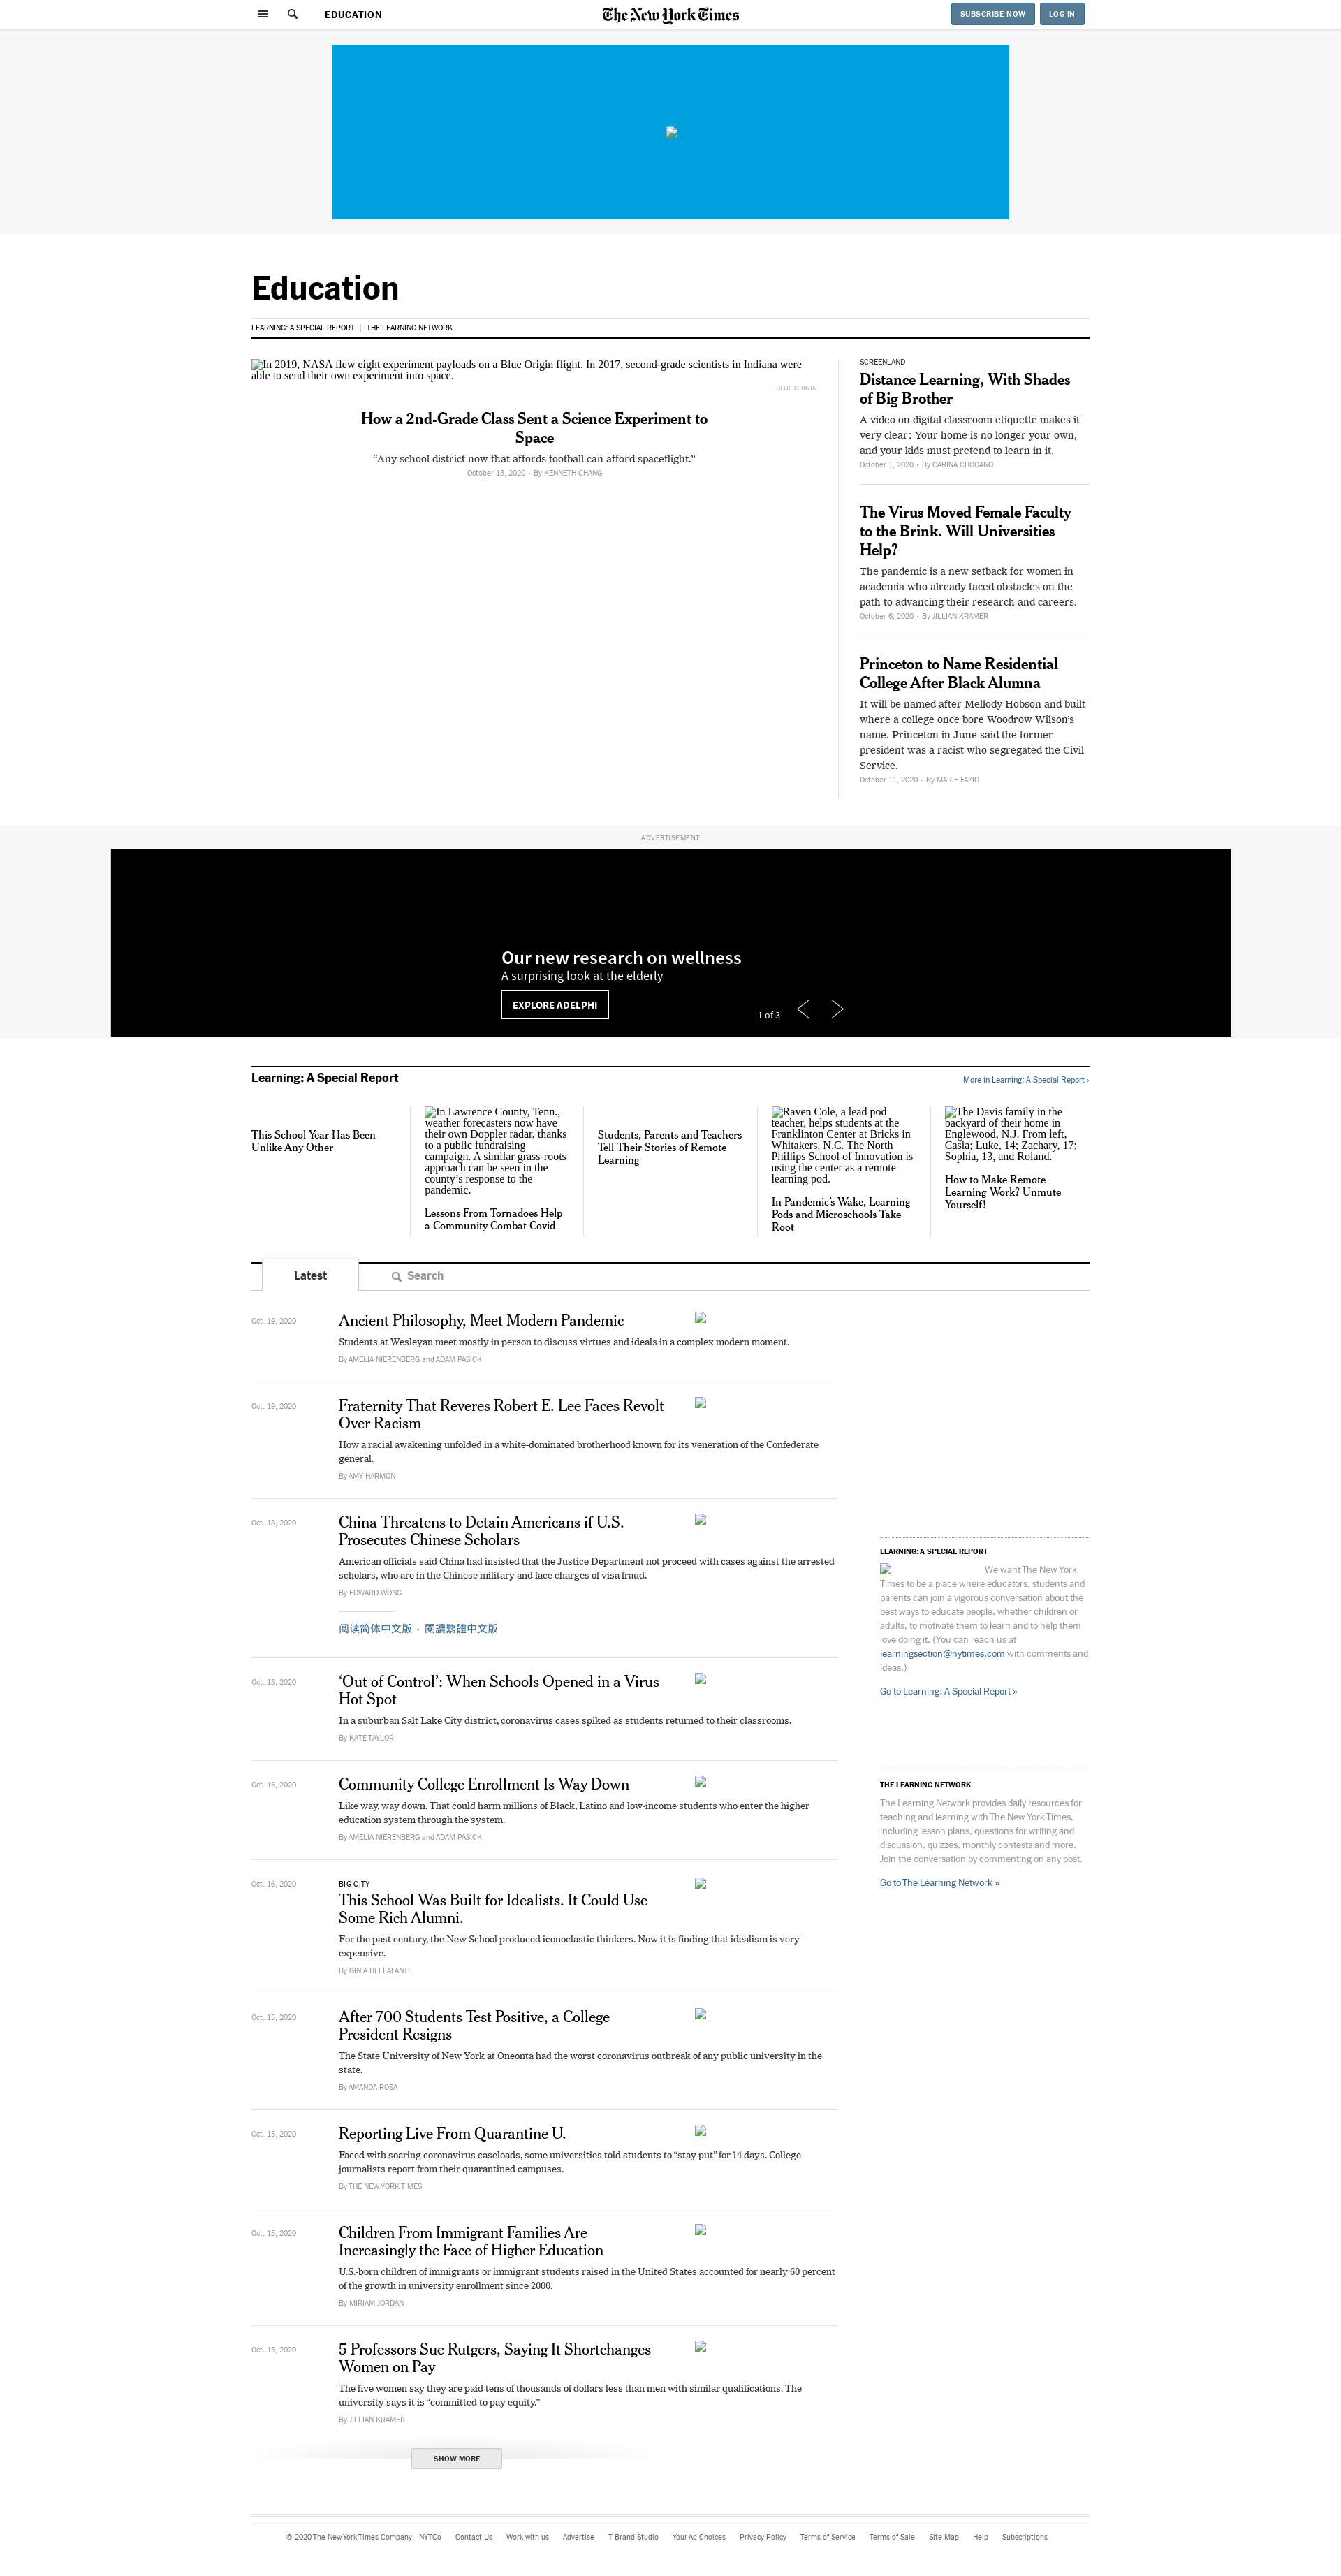 EDUCATION
The New York Times
SUBSCRIBE NOW
LOG IN
Education
LEARNING: A SPECIAL REPORT | THE LEARNING NETWORK
In 2019, NASA flew eight experiment payloads on a Blue Origin flight. In 2017, second-grade scientists in Indiana were
able to send their own experiment into space.
BLUE ORIGIN
How a 2nd-Grade Class Sent a Science Experiment to
Space
“Any school district now that affords football can afford spaceflight.”
October 13, 2020 • By KENNETH CHANG
SCREENLAND
Distance Learning, With Shades
of Big Brother
A video on digital classroom etiquette makes it
very clear: Your home is no longer your own,
and your kids must pretend to learn in it.
October 1, 2020 • By CARINA CHOCANO
The Virus Moved Female Faculty
to the Brink. Will Universities
Help?
The pandemic is a new setback for women in
academia who already faced obstacles on the
path to advancing their research and careers.
October 6, 2020 • By JILLIAN KRAMER
Princeton to Name Residential
College After Black Alumna
It will be named after Mellody Hobson and built
where a college once bore Woodrow Wilson’s
name. Princeton in June said the former
president was a racist who segregated the Civil
Service.
October 11, 2020 • By MARIE FAZIO
ADVERTISEMENT
Our new research on wellness
A surprising look at the elderly
EXPLORE ADELPHI
1 of 3
Learning: A Special Report
More in Learning: A Special Report ›
This School Year Has Been
Unlike Any Other
In Lawrence County, Tenn.,
weather forecasters now have
their own Doppler radar, thanks
to a public fundraising
campaign. A similar grass-roots
approach can be seen in the
county’s response to the
pandemic.
Lessons From Tornadoes Help
a Community Combat Covid
Students, Parents and Teachers
Tell Their Stories of Remote
Learning
Raven Cole, a lead pod
teacher, helps students at the
Franklinton Center at Bricks in
Whitakers, N.C. The North
Phillips School of Innovation is
using the center as a remote
learning pod.
In Pandemic’s Wake, Learning
Pods and Microschools Take
Root
The Davis family in the
backyard of their home in
Englewood, N.J. From left,
Casia; Luke, 14; Zachary, 17;
Sophia, 13, and Roland.
How to Make Remote
Learning Work? Unmute
Yourself!
Latest
Search
Oct. 19, 2020
Ancient Philosophy, Meet Modern Pandemic
Students at Wesleyan meet mostly in person to discuss virtues and ideals in a complex modern moment.
By AMELIA NIERENBERG and ADAM PASICK
Oct. 19, 2020
Fraternity That Reveres Robert E. Lee Faces Revolt
Over Racism
How a racial awakening unfolded in a white-dominated brotherhood known for its veneration of the Confederate
general.
By AMY HARMON
Oct. 18, 2020
China Threatens to Detain Americans if U.S.
Prosecutes Chinese Scholars
American officials said China had insisted that the Justice Department not proceed with cases against the arrested
scholars, who are in the Chinese military and face charges of visa fraud.
By EDWARD WONG
阅读简体中文版 • 閱讀繁體中文版
Oct. 18, 2020
‘Out of Control’: When Schools Opened in a Virus
Hot Spot
In a suburban Salt Lake City district, coronavirus cases spiked as students returned to their classrooms.
By KATE TAYLOR
Oct. 16, 2020
Community College Enrollment Is Way Down
Like way, way down. That could harm millions of Black, Latino and low-income students who enter the higher
education system through the system.
By AMELIA NIERENBERG and ADAM PASICK
Oct. 16, 2020
BIG CITY
This School Was Built for Idealists. It Could Use
Some Rich Alumni.
For the past century, the New School produced iconoclastic thinkers. Now it is finding that idealism is very
expensive.
By GINIA BELLAFANTE
Oct. 15, 2020
After 700 Students Test Positive, a College
President Resigns
The State University of New York at Oneonta had the worst coronavirus outbreak of any public university in the
state.
By AMANDA ROSA
Oct. 15, 2020
Reporting Live From Quarantine U.
Faced with soaring coronavirus caseloads, some universities told students to “stay put” for 14 days. College
journalists report from their quarantined campuses.
By THE NEW YORK TIMES
Oct. 15, 2020
Children From Immigrant Families Are
Increasingly the Face of Higher Education
U.S.-born children of immigrants or immigrant students raised in the United States accounted for nearly 60 percent
of the growth in university enrollment since 2000.
By MIRIAM JORDAN
Oct. 15, 2020
5 Professors Sue Rutgers, Saying It Shortchanges
Women on Pay
The five women say they are paid tens of thousands of dollars less than men with similar qualifications. The
university says it is “committed to pay equity.”
By JILLIAN KRAMER
SHOW MORE
LEARNING: A SPECIAL REPORT
We want The New York
Times to be a place where educators, students and
parents can join a vigorous conversation about the
best ways to educate people, whether children or
adults, to motivate them to learn and to help them
love doing it. (You can reach us at
learningsection@nytimes.com with comments and
ideas.)
Go to Learning: A Special Report »
THE LEARNING NETWORK
The Learning Network provides daily resources for
teaching and learning with The New York Times,
including lesson plans, questions for writing and
discussion, quizzes, monthly contests and more.
Join the conversation by commenting on any post.
Go to The Learning Network »
© 2020 The New York Times Company NYTCo Contact Us Work with us Advertise T Brand Studio Your Ad Choices Privacy Policy Terms of Service Terms of Sale Site Map Help Subscriptions